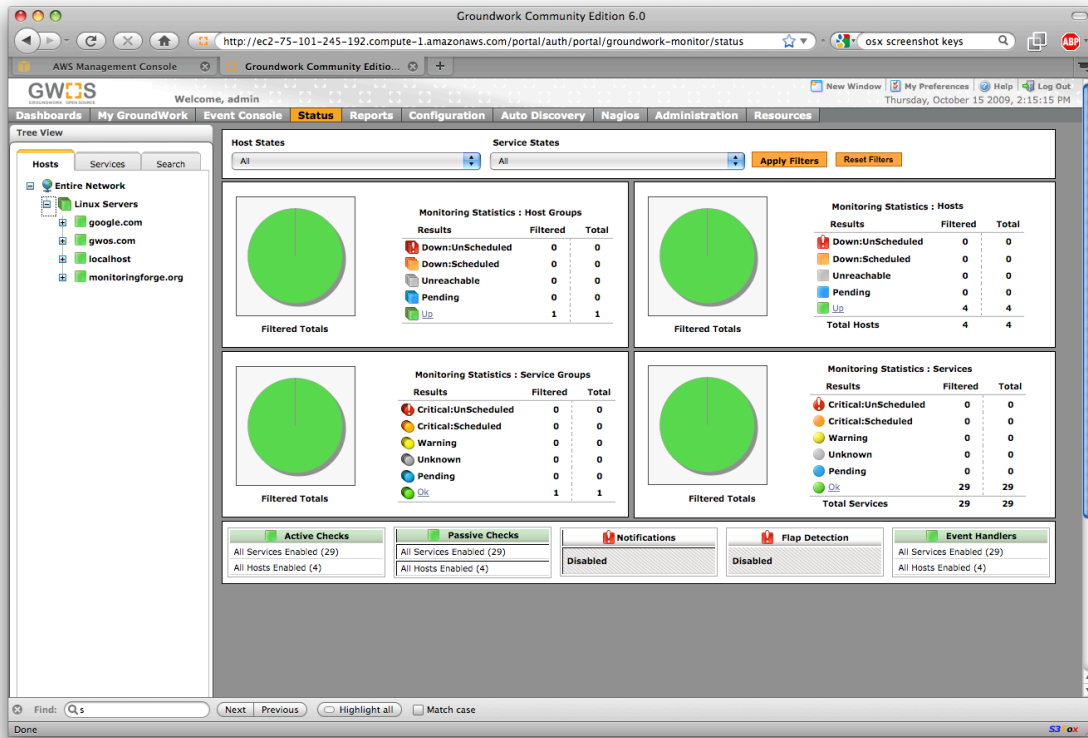 Groundwork Community Edition 6.0
http://ec2-75-101-245-192.compute-1.amazonaws.com/portal/auth/portal/groundwork-monitor/status
osx screenshot keys
ABP
AWS Management Console
Groundwork Community Editio...
GWOS
GROUNDWORK OPEN SOURCE
Welcome, admin
New Window
My Preferences
Help
Log Out
Thursday, October 15 2009, 2:15:15 PM
Dashboards My GroundWork Event Console Status Reports Configuration Auto Discovery Nagios Administration Resources
Tree View
Hosts Services Search
Entire Network
Linux Servers
google.com
gwos.com
localhost
monitoringforge.org
Host States
All
Service States
All
Apply Filters
Reset Filters
Filtered Totals
Monitoring Statistics : Host Groups
Results Filtered Total
Down:UnScheduled 0 0
Down:Scheduled 0 0
Unreachable 0 0
Pending 0 0
Up 1 1
Filtered Totals
Monitoring Statistics : Hosts
Results Filtered Total
Down:UnScheduled 0 0
Down:Scheduled 0 0
Unreachable 0 0
Pending 0 0
Up 4 4
Total Hosts 4 4
Filtered Totals
Monitoring Statistics : Service Groups
Results Filtered Total
Critical:UnScheduled 0 0
Critical:Scheduled 0 0
Warning 0 0
Unknown 0 0
Pending 0 0
Ok 1 1
Filtered Totals
Monitoring Statistics : Services
Results Filtered Total
Critical:UnScheduled 0 0
Critical:Scheduled 0 0
Warning 0 0
Unknown 0 0
Pending 0 0
Ok 29 29
Total Services 29 29
Active Checks
All Services Enabled (29)
All Hosts Enabled (4)
Passive Checks
All Services Enabled (29)
All Hosts Enabled (4)
Notifications
Disabled
Flap Detection
Disabled
Event Handlers
All Services Enabled (29)
All Hosts Enabled (4)
Find: s Next Previous Highlight all Match case
Done
S3Fox